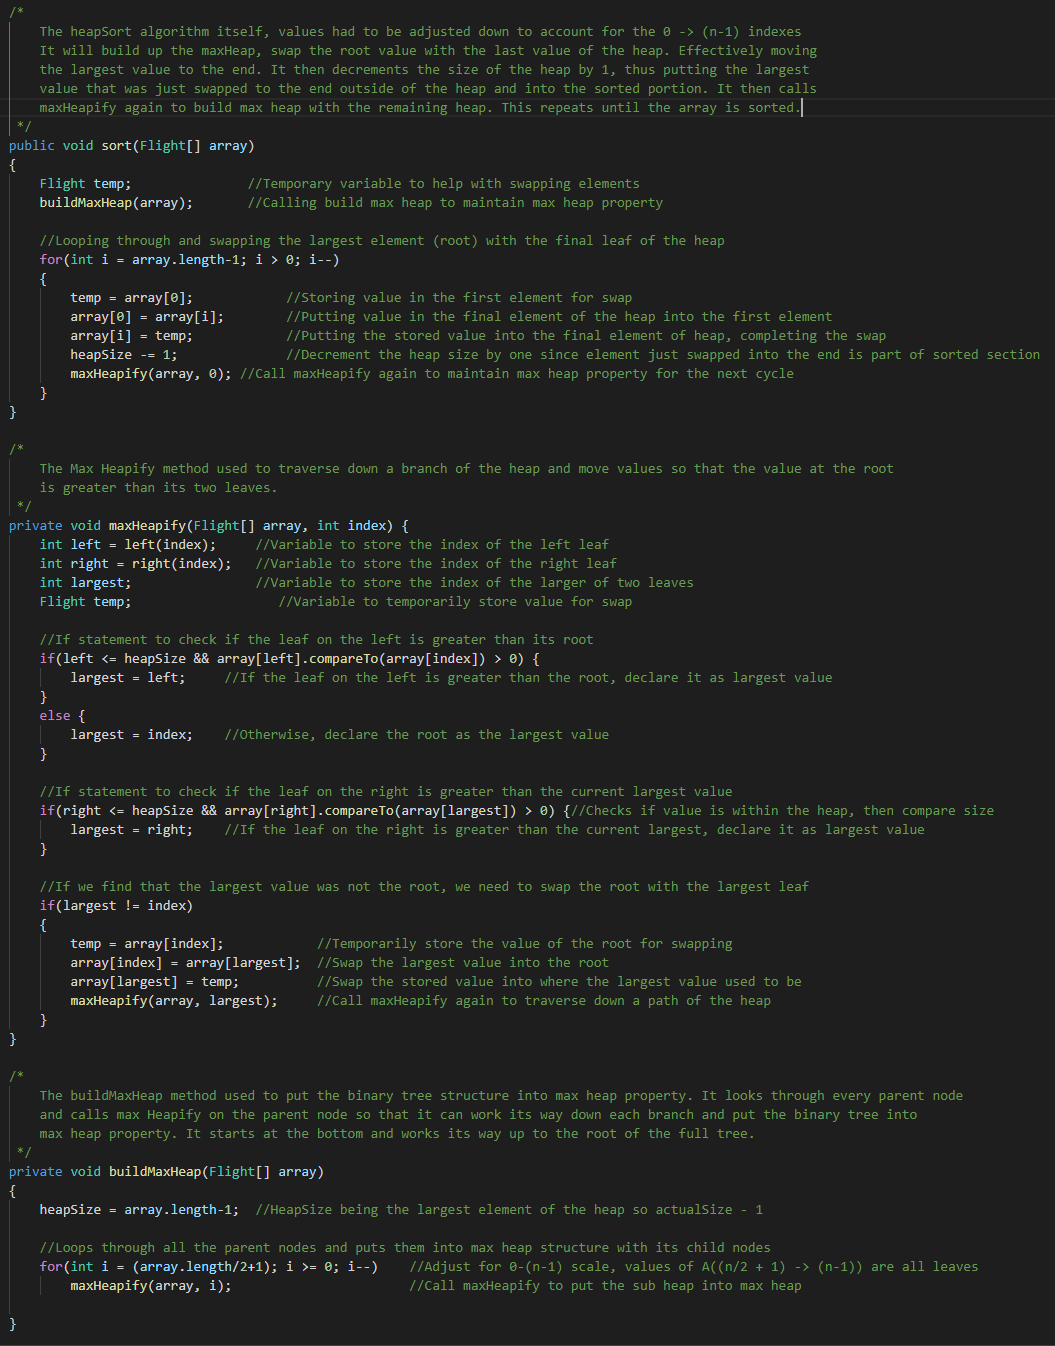 /*
    The heapSort algorithm itself, values had to be adjusted down to account for the 0 -> (n-1) indexes
    It will build up the maxHeap, swap the root value with the last value of the heap. Effectively moving
    the largest value to the end. It then decrements the size of the heap by 1, thus putting the largest
    value that was just swapped to the end outside of the heap and into the sorted portion. It then calls
    maxHeapify again to build max heap with the remaining heap. This repeats until the array is sorted.
 */
public void sort(Flight[] array)
{
    Flight temp;               //Temporary variable to help with swapping elements
    buildMaxHeap(array);       //Calling build max heap to maintain max heap property

    //Looping through and swapping the largest element (root) with the final leaf of the heap
    for(int i = array.length-1; i > 0; i--)
    {
        temp = array[0];            //Storing value in the first element for swap
        array[0] = array[i];        //Putting value in the final element of the heap into the first element
        array[i] = temp;            //Putting the stored value into the final element of heap, completing the swap
        heapSize -= 1;              //Decrement the heap size by one since element just swapped into the end is part of sorted section
        maxHeapify(array, 0); //Call maxHeapify again to maintain max heap property for the next cycle
    }
}

/*
    The Max Heapify method used to traverse down a branch of the heap and move values so that the value at the root
    is greater than its two leaves.
 */
private void maxHeapify(Flight[] array, int index) {
    int left = left(index);     //Variable to store the index of the left leaf
    int right = right(index);   //Variable to store the index of the right leaf
    int largest;                //Variable to store the index of the larger of two leaves
    Flight temp;                   //Variable to temporarily store value for swap

    //If statement to check if the leaf on the left is greater than its root
    if(left <= heapSize && array[left].compareTo(array[index]) > 0) {
        largest = left;     //If the leaf on the left is greater than the root, declare it as largest value
    }
    else {
        largest = index;    //Otherwise, declare the root as the largest value
    }

    //If statement to check if the leaf on the right is greater than the current largest value
    if(right <= heapSize && array[right].compareTo(array[largest]) > 0) {//Checks if value is within the heap, then compare size
        largest = right;    //If the leaf on the right is greater than the current largest, declare it as largest value
    }

    //If we find that the largest value was not the root, we need to swap the root with the largest leaf
    if(largest != index)
    {
        temp = array[index];            //Temporarily store the value of the root for swapping
        array[index] = array[largest];  //Swap the largest value into the root
        array[largest] = temp;          //Swap the stored value into where the largest value used to be
        maxHeapify(array, largest);     //Call maxHeapify again to traverse down a path of the heap
    }
}

/*
    The buildMaxHeap method used to put the binary tree structure into max heap property. It looks through every parent node
    and calls max Heapify on the parent node so that it can work its way down each branch and put the binary tree into
    max heap property. It starts at the bottom and works its way up to the root of the full tree.
 */
private void buildMaxHeap(Flight[] array)
{
    heapSize = array.length-1;  //HeapSize being the largest element of the heap so actualSize - 1

    //Loops through all the parent nodes and puts them into max heap structure with its child nodes
    for(int i = (array.length/2+1); i >= 0; i--)    //Adjust for 0-(n-1) scale, values of A((n/2 + 1) -> (n-1)) are all leaves
        maxHeapify(array, i);                       //Call maxHeapify to put the sub heap into max heap

}